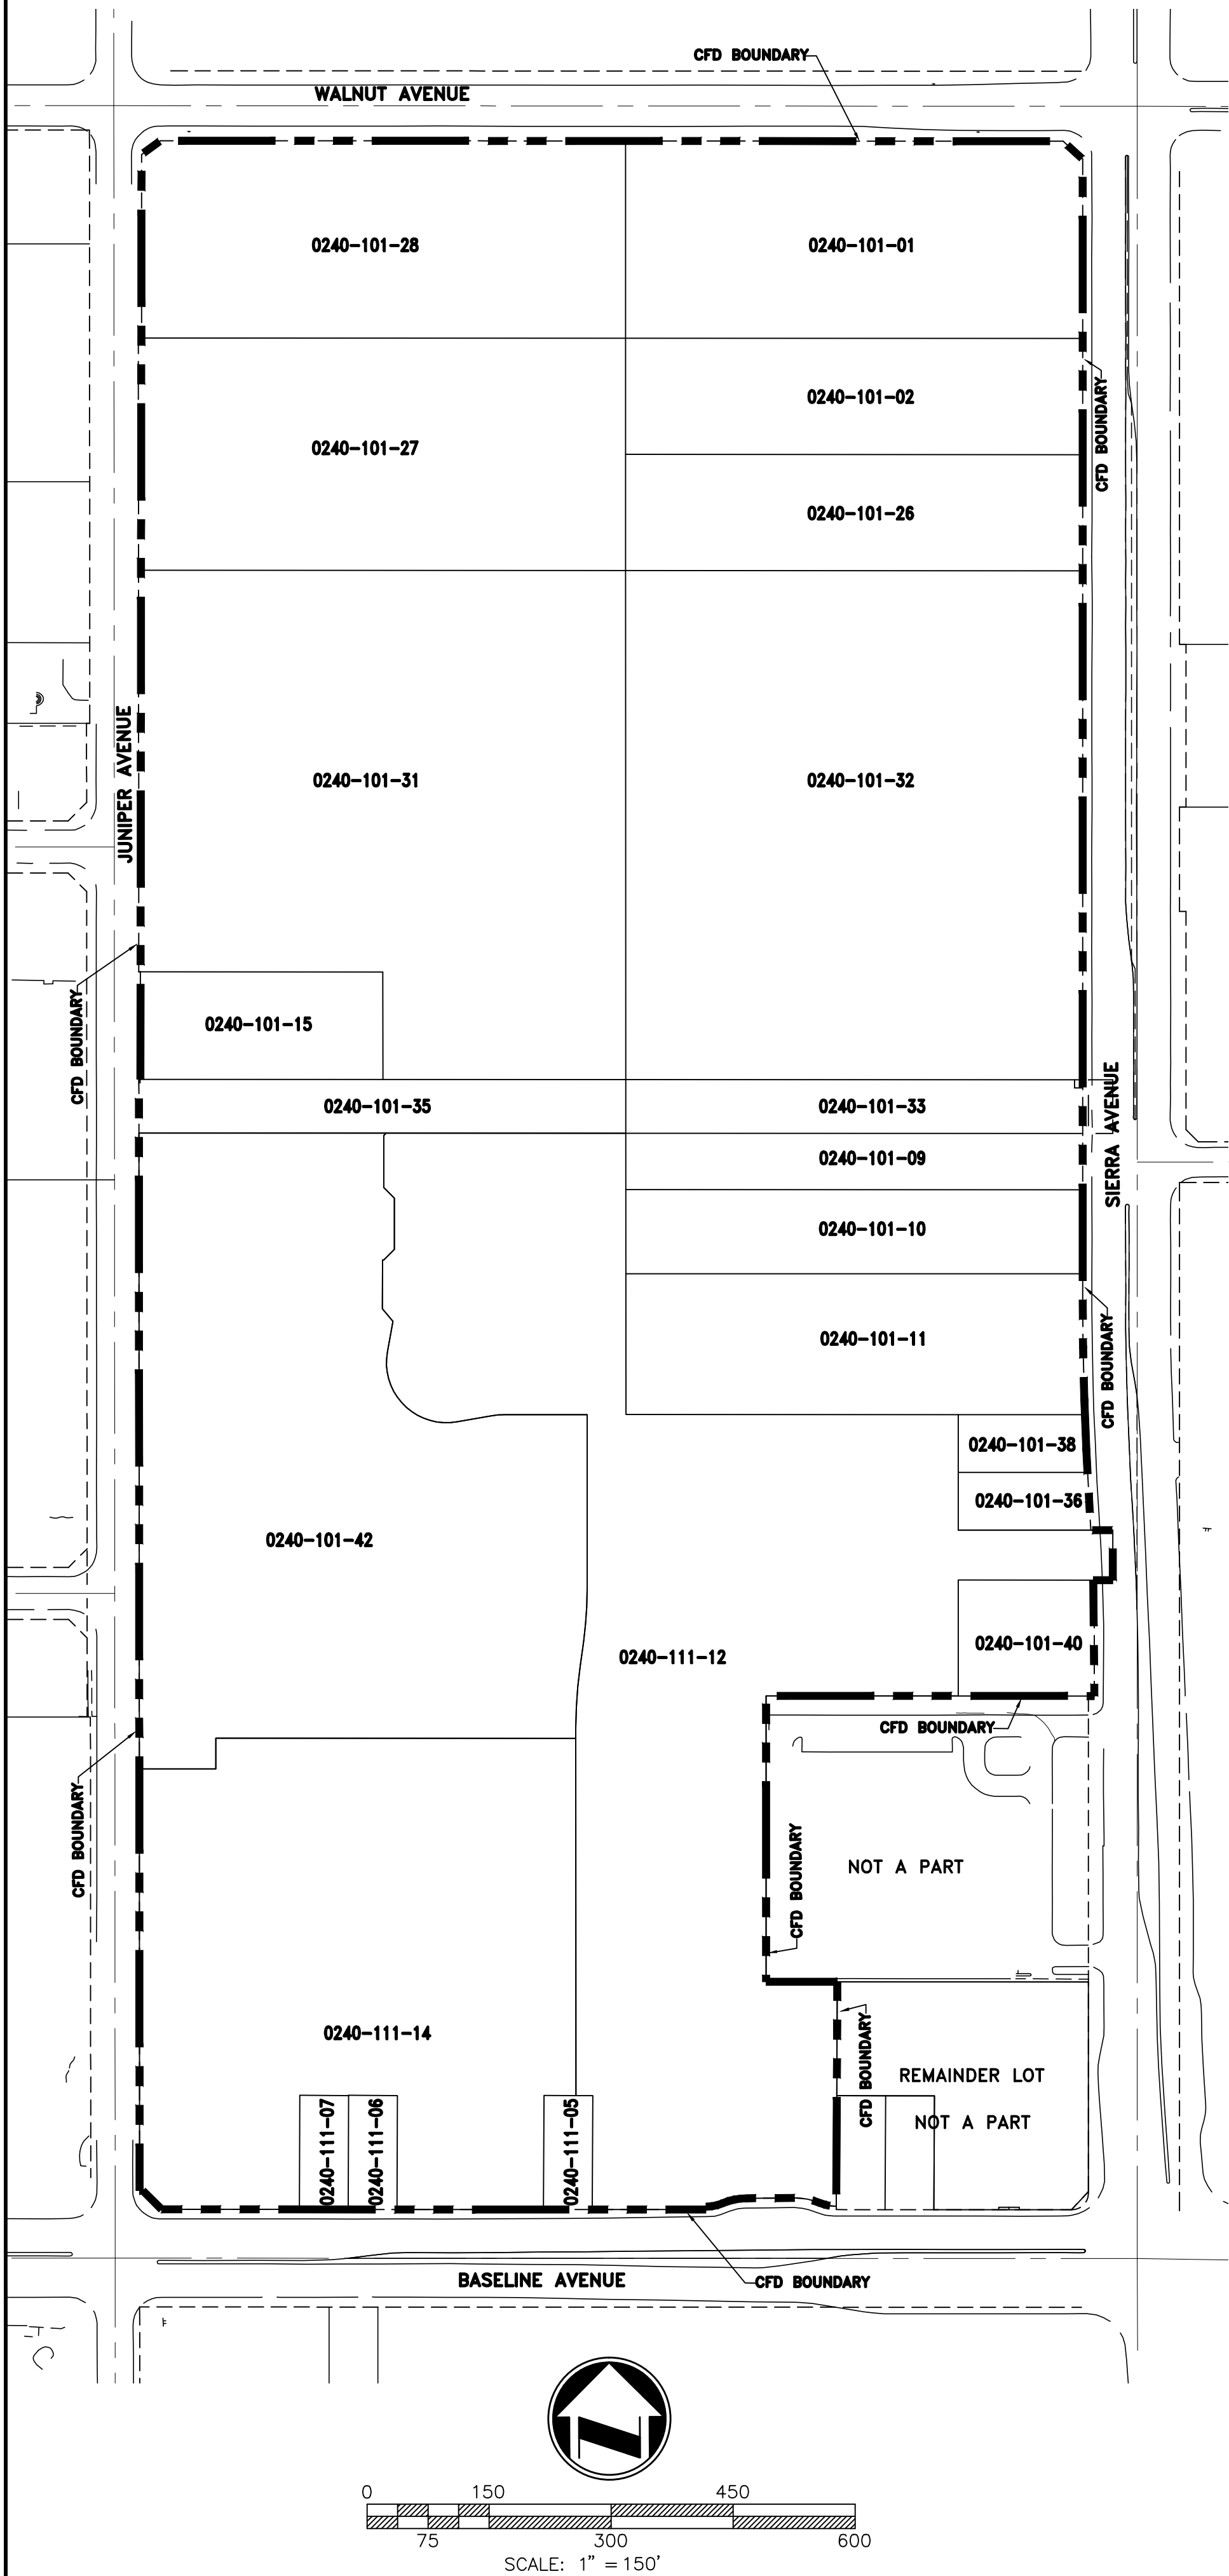 CFD BOUNDARY
WALNUT AVENUE
0240-101-28
0240-101-01
0240-101-02
CFD BOUNDARY
0240-101-27
0240-101-26
JUNIPER AVENUE
0240-101-31
0240-101-32
CFD BOUNDARY
0240-101-15
SIERRA AVENUE
0240-101-35
0240-101-33
0240-101-09
0240-101-10
0240-101-11
CFD BOUNDARY
0240-101-38
0240-101-36
0240-101-42
0240-101-40
0240-111-12
CFD BOUNDARY
CFD BOUNDARY
CFD BOUNDARY
NOT A PART
0240-111-14
CFD BOUNDARY
REMAINDER LOT
NOT A PART
0240-111-07
0240-111-06
0240-111-05
BASELINE AVENUE
CFD BOUNDARY
N
0 150 450
75 300 600
SCALE: 1" = 150'